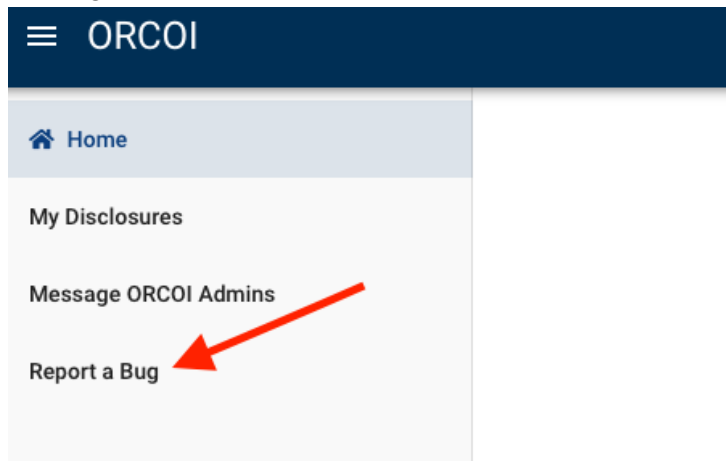 ORCOI
Home
My Disclosures
Message ORCOI Admins
Report a Bug